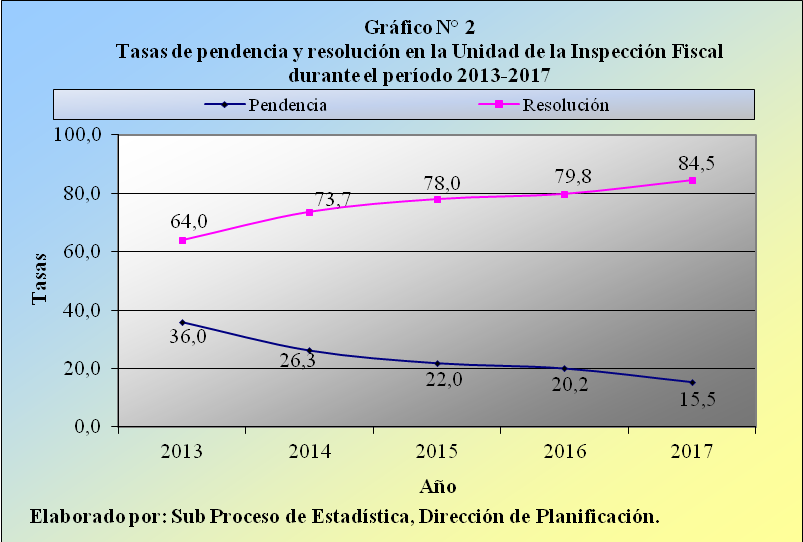 Gráfico N° 2
Tasas de pendencia y resolución en la Unidad de la Inspección Fiscal
durante el período 2013-2017
Pendencia Resolución
100,0
80,0
60,0
40,0
20,0
0,0
Tasas
64,0 73,7 78,0 79,8 84,5
36,0 26,3 22,0 20,2 15,5
2013 2014 2015 2016 2017
Año
Elaborado por: Sub Proceso de Estadística, Dirección de Planificación.